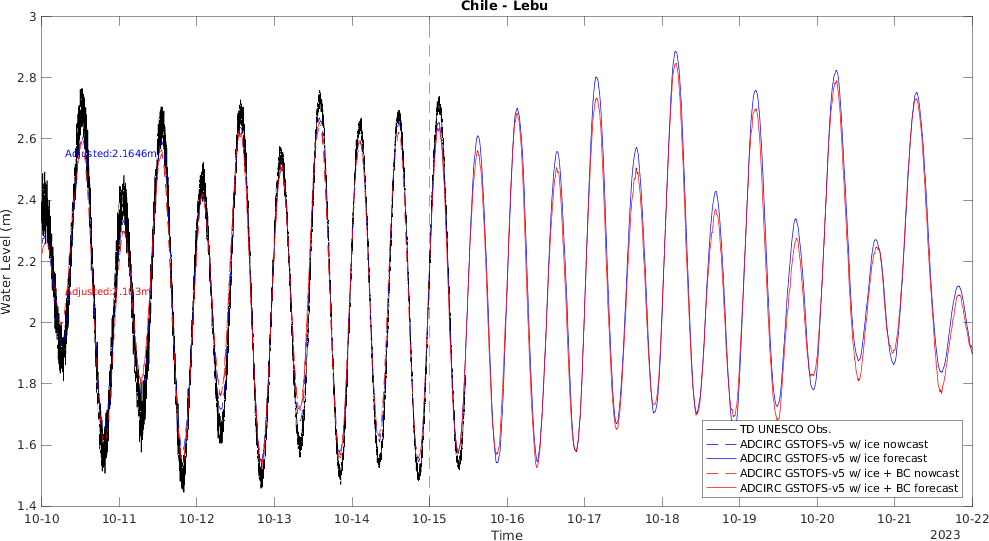 Chile - Lebu
3
2.8
2.6
2.4
2.2
2
1.8
1.6
1.4
Water Level (m)
Adjusted:2.1646m
Adjusted:2.163m
TD UNESCO Obs.
ADCIRC GSTOFS-v5 w/ ice nowcast
ADCIRC GSTOFS-v5 w/ ice forecast
ADCIRC GSTOFS-v5 w/ ice + BC nowcast
ADCIRC GSTOFS-v5 w/ ice + BC forecast
10-10 10-11 10-12 10-13 10-14 10-15 10-16 10-17 10-18 10-19 10-20 10-21 10-22
Time
2023